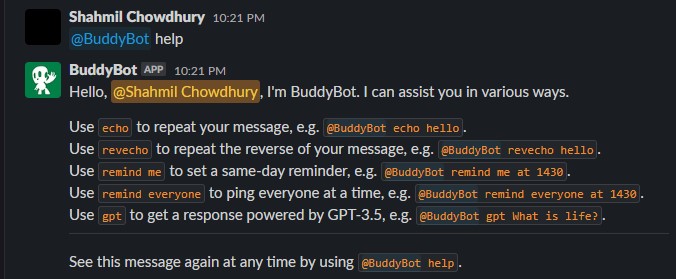 Shahmil Chowdhury 10:21 PM
@BuddyBot help
BuddyBot APP 10:21 PM
Hello, @Shahmil Chowdhury, I'm BuddyBot. I can assist you in various ways.
Use echo to repeat your message, e.g. @BuddyBot echo hello.
Use revecho to repeat the reverse of your message, e.g. @BuddyBot revecho hello.
Use remind me to set a same-day reminder, e.g. @BuddyBot remind me at 1430.
Use remind everyone to ping everyone at a time, e.g. @BuddyBot remind everyone at 1430.
Use gpt to get a response powered by GPT-3.5, e.g. @BuddyBot gpt What is life?.
See this message again at any time by using @BuddyBot help.